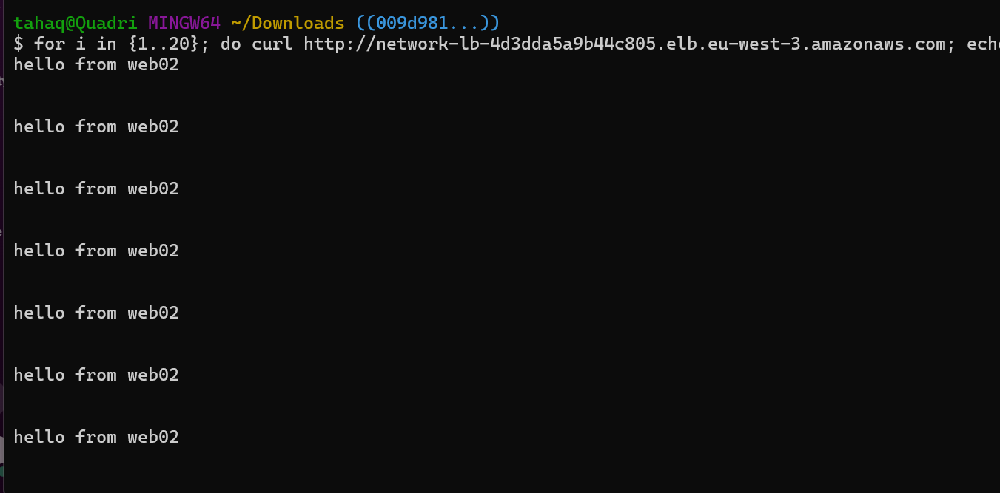 tahaq@Quadri MINGW64 ~/Downloads ((009d981...))
$ for i in {1..20}; do curl http://network-lb-4d3dda5a9b44c805.elb.eu-west-3.amazonaws.com; echo
hello from web02
hello from web02
hello from web02
hello from web02
hello from web02
hello from web02
hello from web02